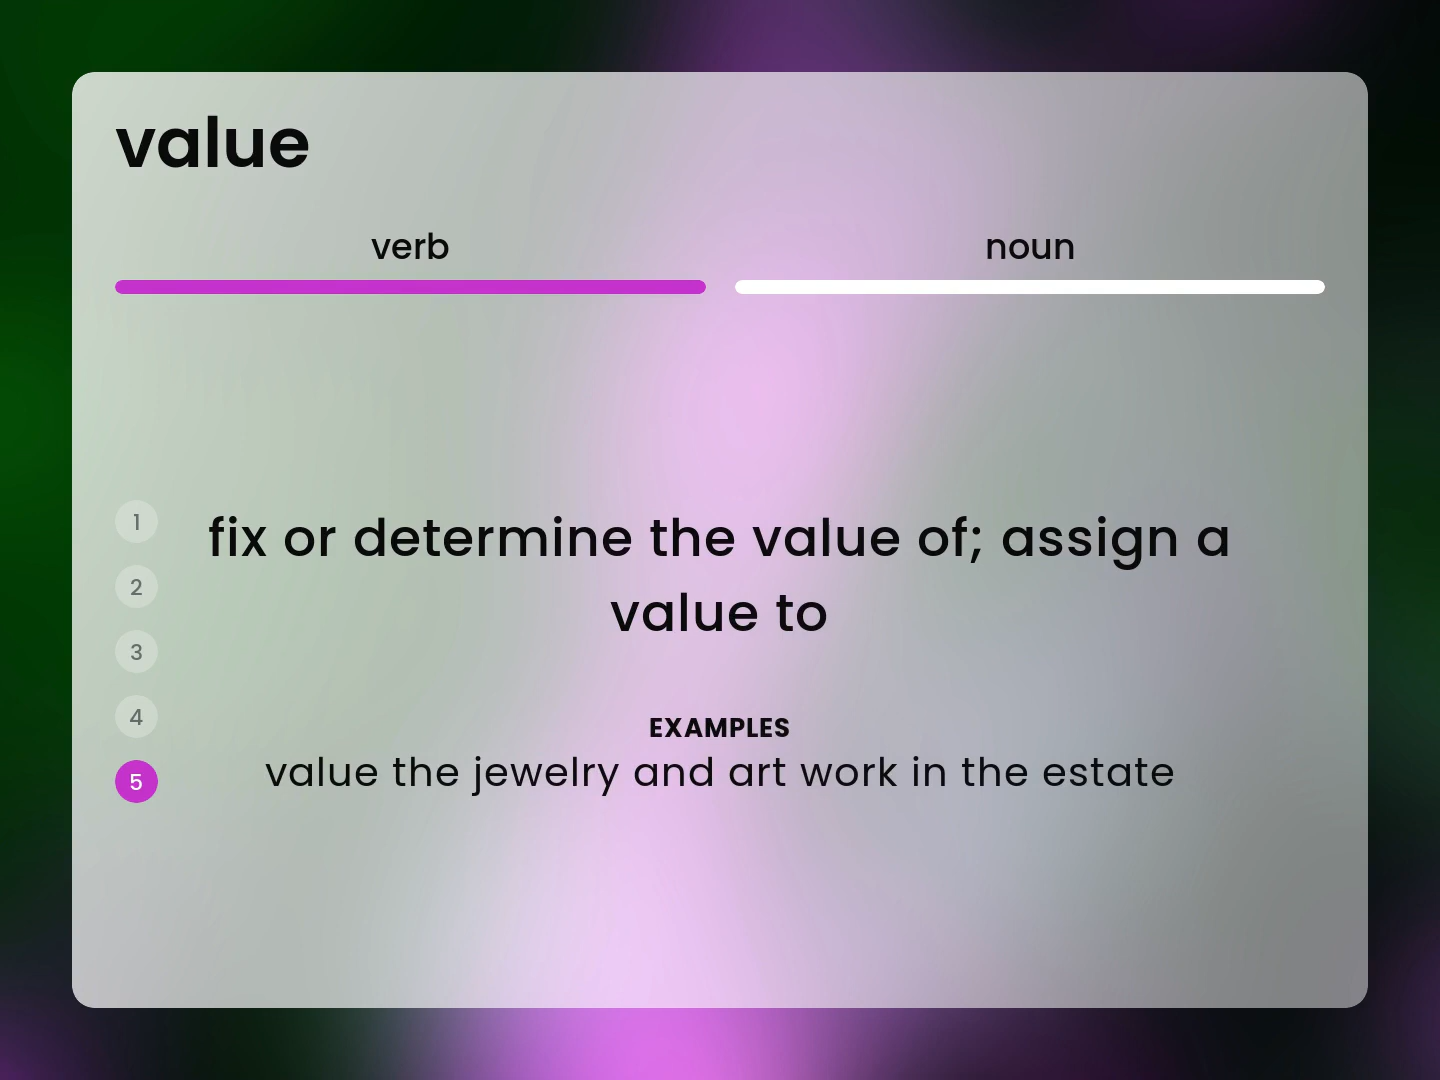 value
verb
noun
1
2
3
4
5
fix or determine the value of; assign a
value to
EXAMPLES
value the jewelry and art work in the estate